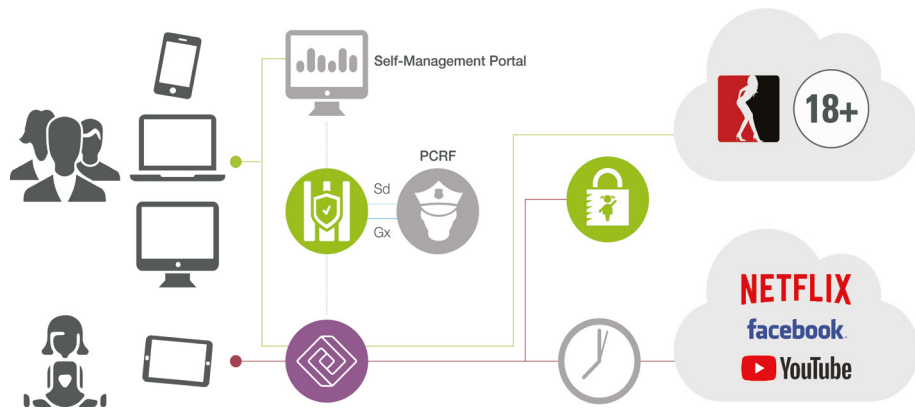 Self-Management Portal
18+
PCRF
Sd
Gx
NETFLIX
facebook
YouTube